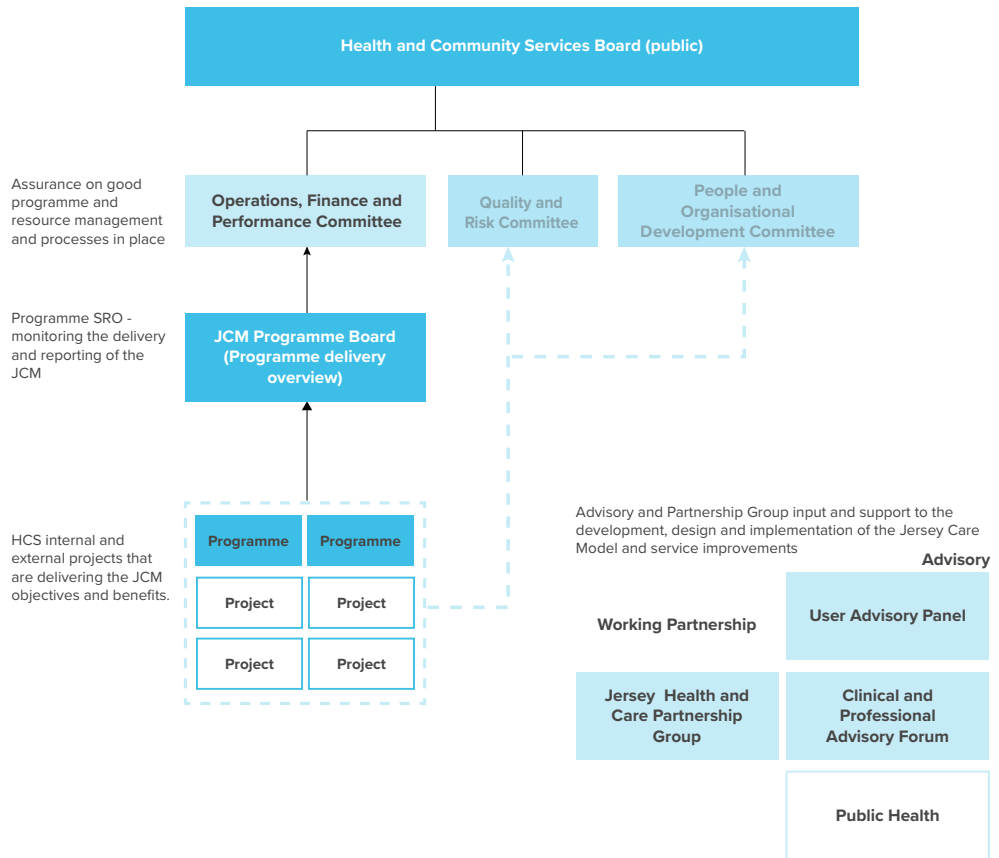 Health and Community Services Board (public)
Assurance on good
programme and
resource management
and processes in place
Operations, Finance and
Performance Committee
Quality and
Risk Committee
People and
Organisational
Development Committee
Programme SRO -
monitoring the delivery
and reporting of the
JCM
JCM Programme Board
(Programme delivery
overview)
HCS internal and
external projects that
are delivering the JCM
objectives and benefits.
Programme
Programme
Project
Project
Project
Project
Advisory and Partnership Group input and support to the
development, design and implementation of the Jersey Care
Model and service improvements
Advisory
Working Partnership
User Advisory Panel
Jersey Health and
Care Partnership
Group
Clinical and
Professional
Advisory Forum
Public Health